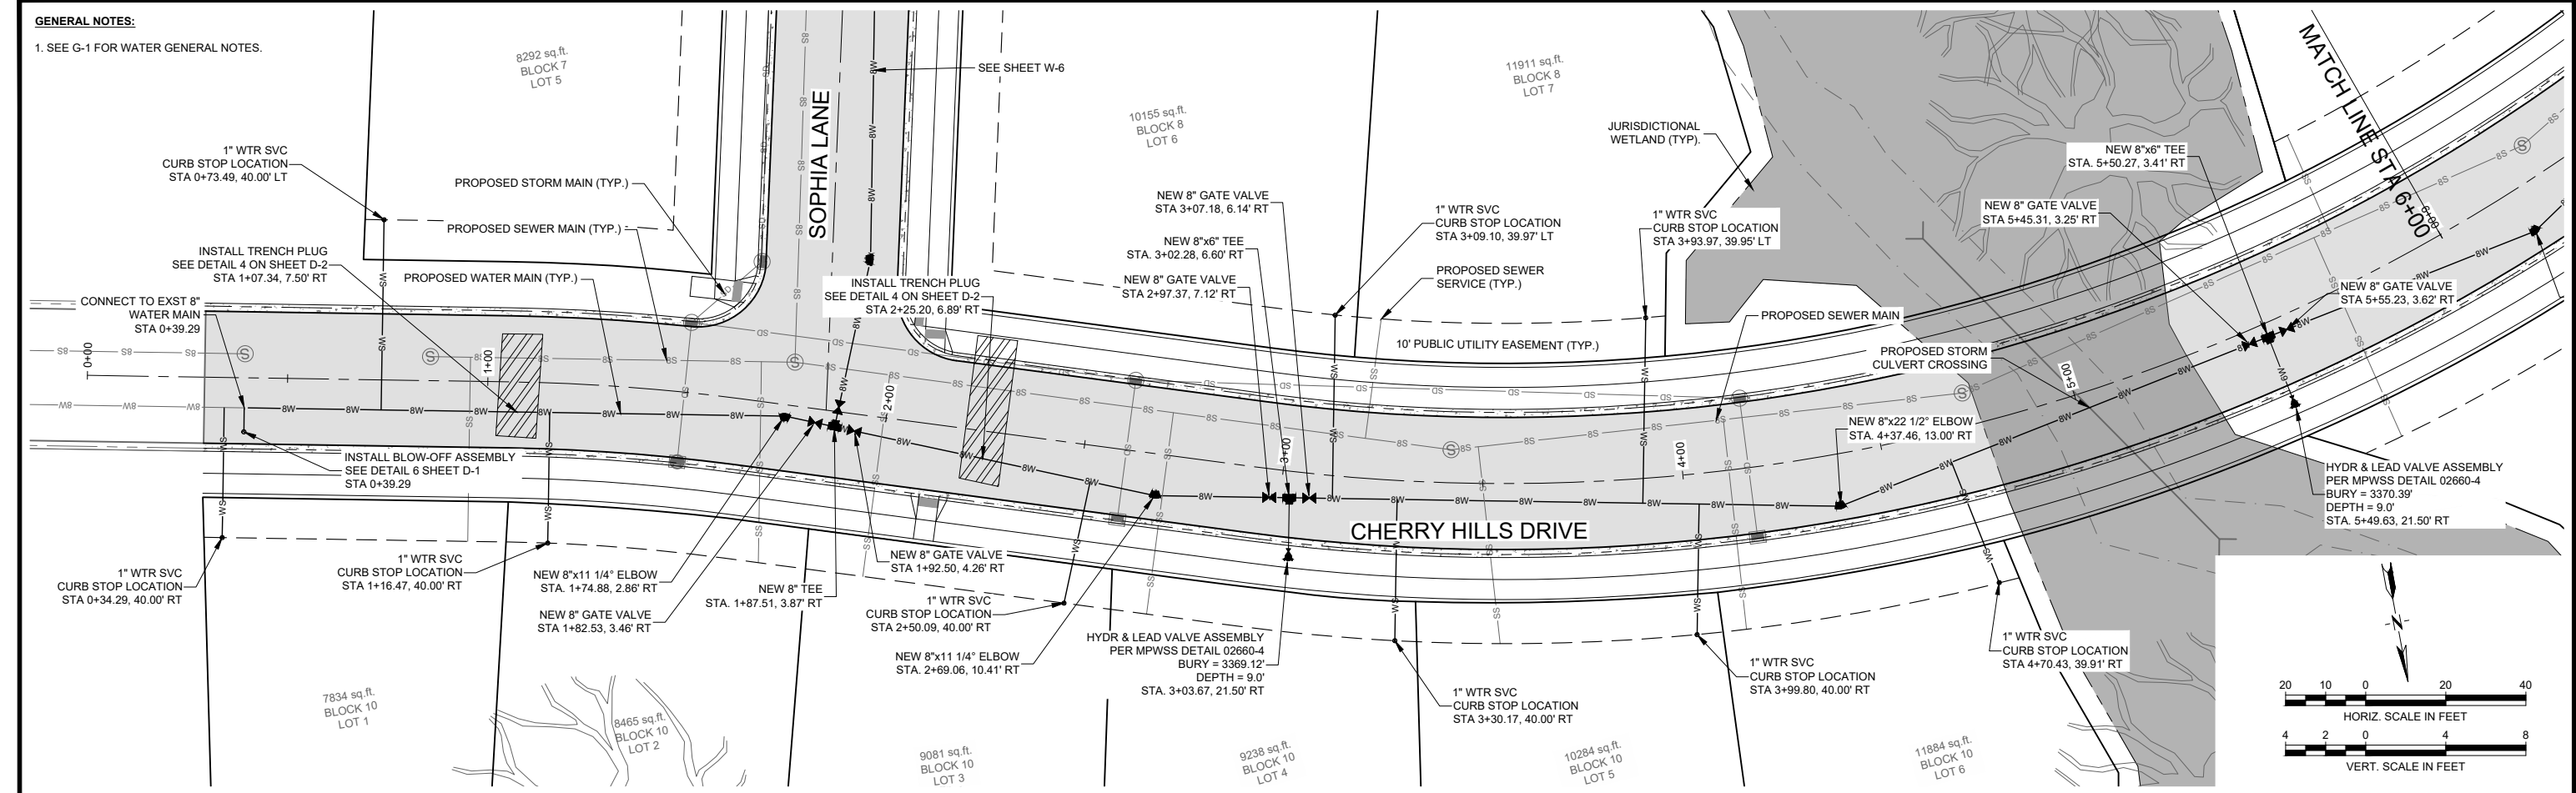 GENERAL NOTES:
1. SEE G-1 FOR WATER GENERAL NOTES.
8292 sq.ft.
BLOCK 7
LOT 5
SEE SHEET W-6
SOPHIA LANE
10155 sq.ft.
BLOCK 8
LOT 6
11911 sq.ft.
BLOCK 8
LOT 7
JURISDICTIONAL
WETLAND (TYP).
MATCH LINE STA 6+00
6+00
1" WTR SVC
CURB STOP LOCATION
STA 0+73.49, 40.00' LT
PROPOSED STORM MAIN (TYP.)
PROPOSED SEWER MAIN (TYP.)
INSTALL TRENCH PLUG
SEE DETAIL 4 ON SHEET D-2
STA 1+07.34, 7.50' RT
PROPOSED WATER MAIN (TYP.)
CONNECT TO EXST 8"
WATER MAIN
STA 0+39.29
INSTALL TRENCH PLUG
SEE DETAIL 4 ON SHEET D-2
STA 2+25.20, 6.89' RT
NEW 8" GATE VALVE
STA 3+07.18, 6.14' RT
NEW 8"x6" TEE
STA. 3+02.28, 6.60' RT
NEW 8" GATE VALVE
STA 2+97.37, 7.12' RT
1" WTR SVC
CURB STOP LOCATION
STA 3+09.10, 39.97' LT
PROPOSED SEWER
SERVICE (TYP.)
1" WTR SVC
CURB STOP LOCATION
STA 3+93.97, 39.95' LT
10' PUBLIC UTILITY EASEMENT (TYP.)
PROPOSED SEWER MAIN
PROPOSED STORM
CULVERT CROSSING
NEW 8"x6" TEE
STA. 5+50.27, 3.41' RT
NEW 8" GATE VALVE
STA 5+45.31, 3.25' RT
NEW 8" GATE VALVE
STA 5+55.23, 3.62' RT
0+00
1+00
2+00
3+00
4+00
5+00
NEW 8"x22 1/2° ELBOW
STA. 4+37.46, 13.00' RT
INSTALL BLOW-OFF ASSEMBLY
SEE DETAIL 6 SHEET D-1
STA 0+39.29
CHERRY HILLS DRIVE
HYDR & LEAD VALVE ASSEMBLY
PER MPWSS DETAIL 02660-4
BURY = 3370.39'
DEPTH = 9.0'
STA. 5+49.63, 21.50' RT
1" WTR SVC
CURB STOP LOCATION
STA 0+34.29, 40.00' RT
1" WTR SVC
CURB STOP LOCATION
STA 1+16.47, 40.00' RT
NEW 8"x11 1/4° ELBOW
STA. 1+74.88, 2.86' RT
NEW 8" GATE VALVE
STA 1+82.53, 3.46' RT
NEW 8" TEE
STA. 1+87.51, 3.87' RT
NEW 8" GATE VALVE
STA 1+92.50, 4.26' RT
1" WTR SVC
CURB STOP LOCATION
STA 2+50.09, 40.00' RT
NEW 8"x11 1/4° ELBOW
STA. 2+69.06, 10.41' RT
HYDR & LEAD VALVE ASSEMBLY
PER MPWSS DETAIL 02660-4
BURY = 3369.12'
DEPTH = 9.0'
STA. 3+03.67, 21.50' RT
1" WTR SVC
CURB STOP LOCATION
STA 3+30.17, 40.00' RT
1" WTR SVC
CURB STOP LOCATION
STA 3+99.80, 40.00' RT
1" WTR SVC
CURB STOP LOCATION
STA 4+70.43, 39.91' RT
7834 sq.ft.
BLOCK 10
LOT 1
8465 sq.ft.
BLOCK 10
LOT 2
9081 sq.ft.
BLOCK 10
LOT 3
9238 sq.ft.
BLOCK 10
LOT 4
10284 sq.ft.
BLOCK 10
LOT 5
11884 sq.ft.
BLOCK 10
LOT 6
N
20 10 0 20 40
HORIZ. SCALE IN FEET
4 2 0 4 8
VERT. SCALE IN FEET